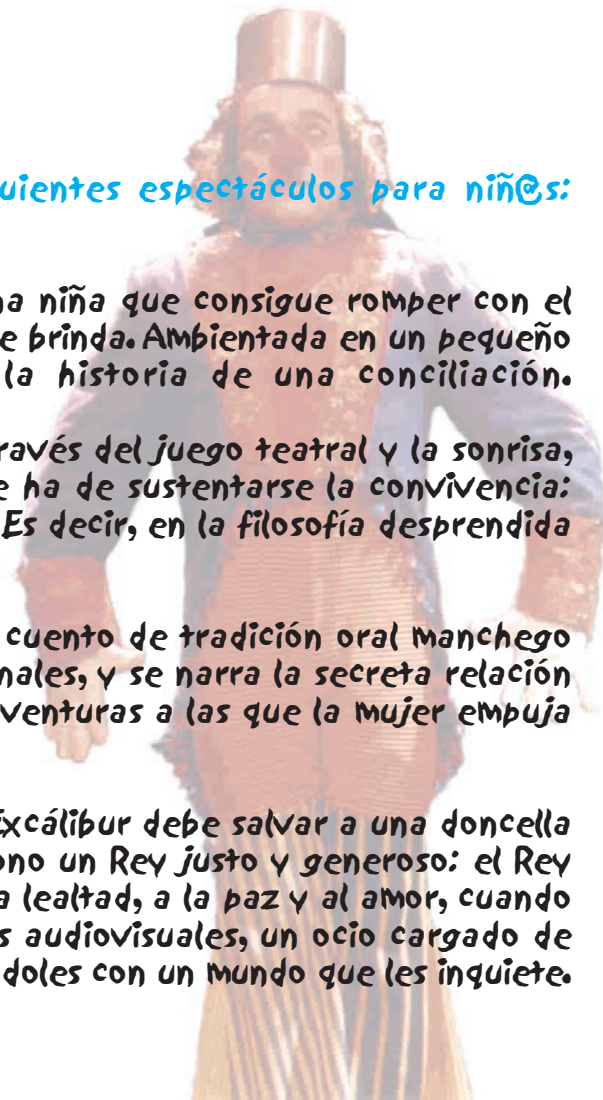 uientes espectáculos para niñ@s:
na niña que consigue romper con el
e brinda. Ambientada en un pequeño
la historia de una conciliación.
ravés del juego teatral y la sonrisa,
e ha de sustentarse la convivencia:
Es decir, en la filosofía desprendida
cuento de tradición oral manchego
nales, y se narra la secreta relación
venturas a las que la mujer empuja
xcálibur debe salvar a una doncella
ono un Rey justo y generoso: el Rey
a lealtad, a la paz y al amor, cuando
s audiovisuales, un ocio cargado de
doles con un mundo que les inquiete.